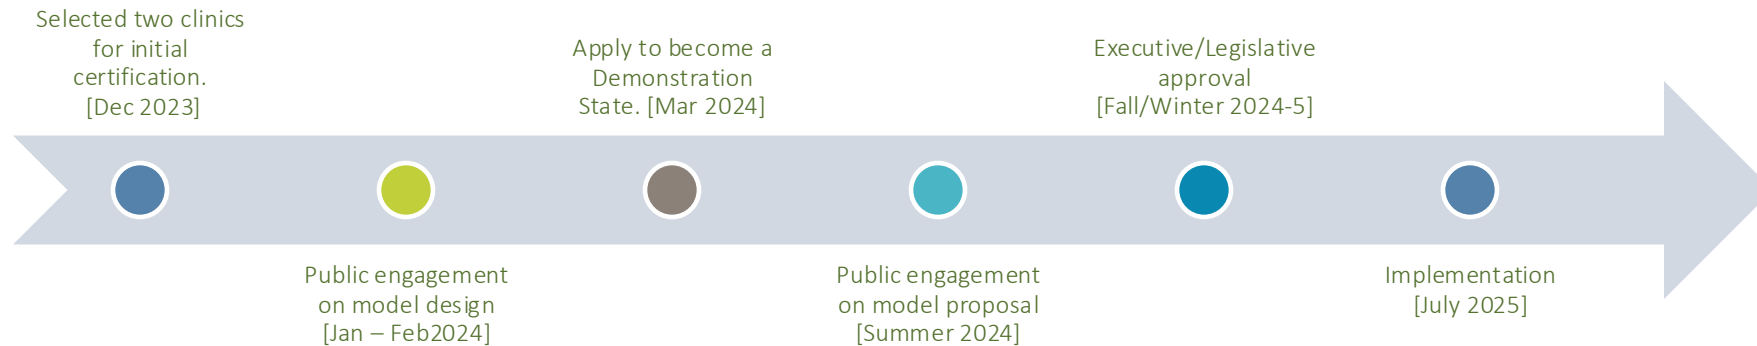 Selected two clinics
for initial
certification.
[Dec 2023]
Public engagement
on model design
[Jan – Feb2024]
Apply to become a
Demonstration
State. [Mar 2024]
Public engagement
on model proposal
[Summer 2024]
Executive/Legislative
approval
[Fall/Winter 2024-5]
Implementation
[July 2025]